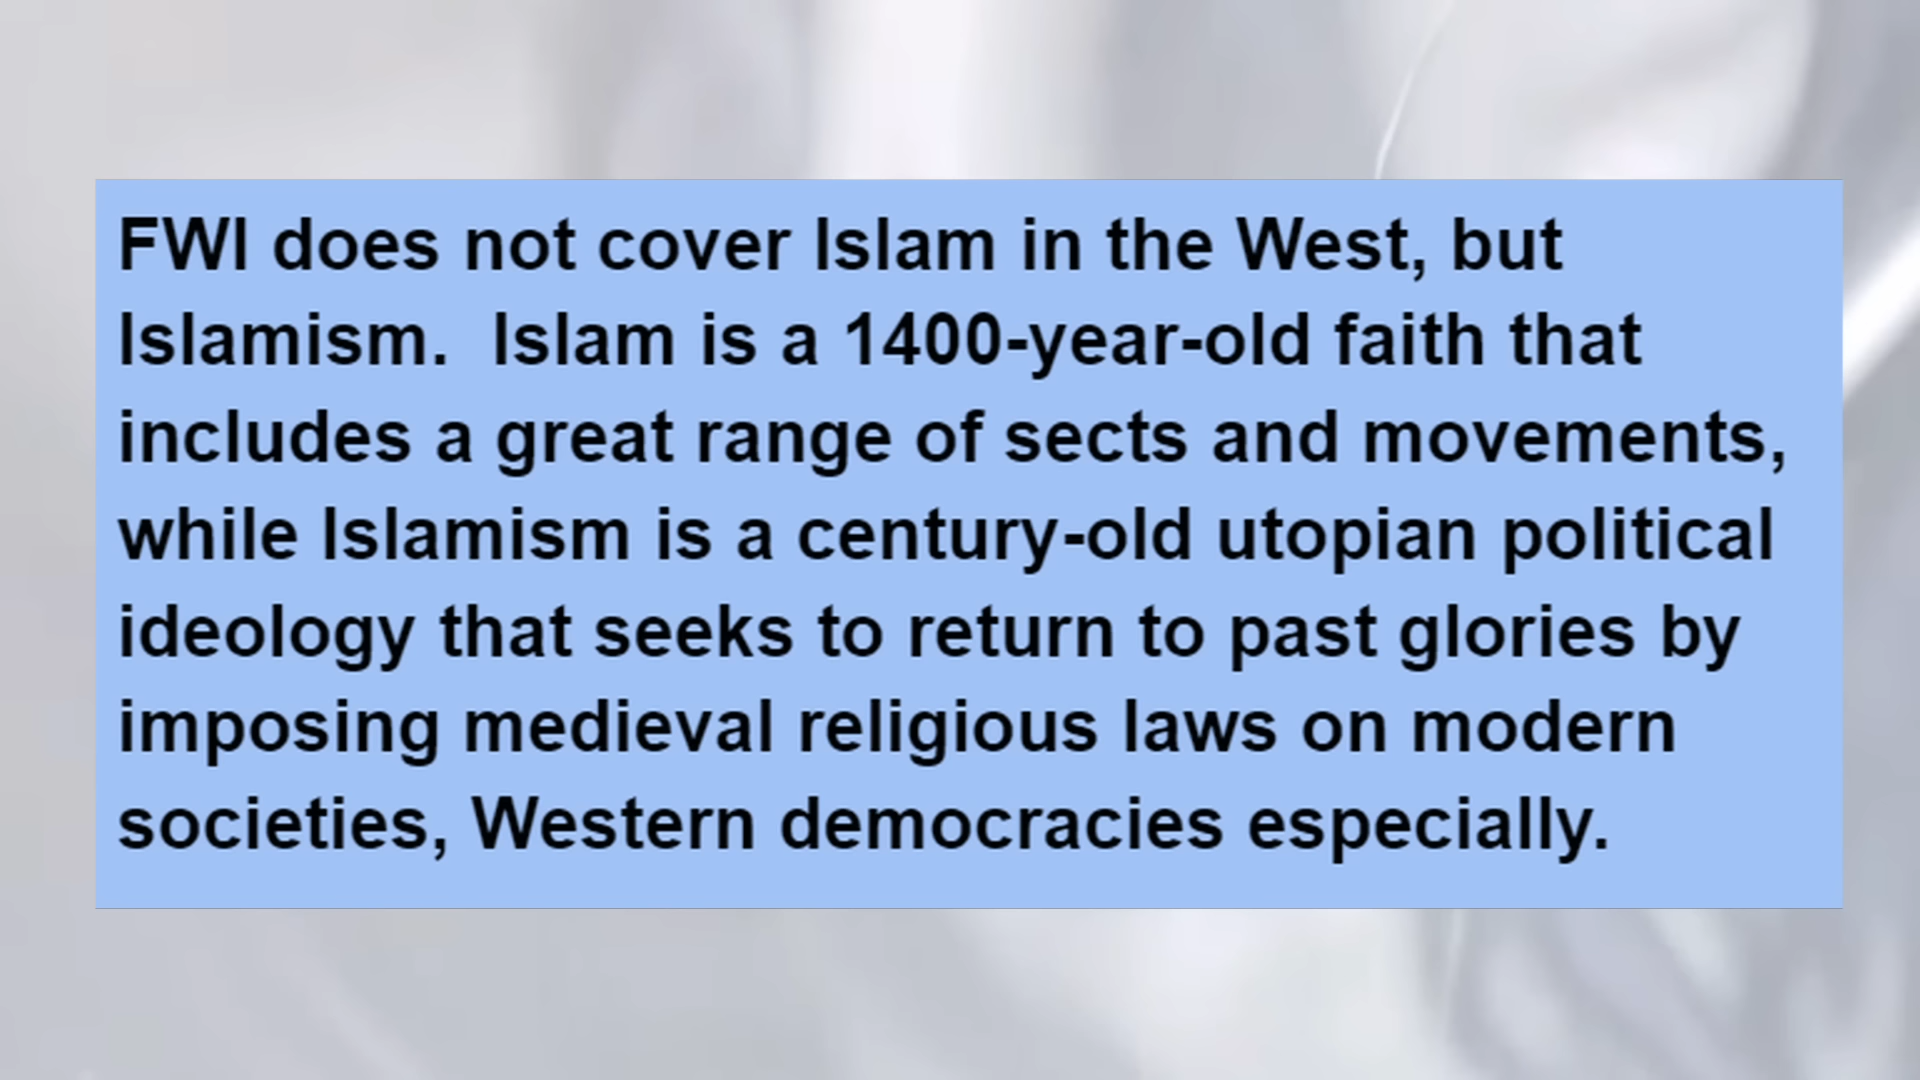 FWI does not cover Islam in the West, but
Islamism.  Islam is a 1400-year-old faith that
includes a great range of sects and movements,
while Islamism is a century-old utopian political
ideology that seeks to return to past glories by
imposing medieval religious laws on modern
societies, Western democracies especially.